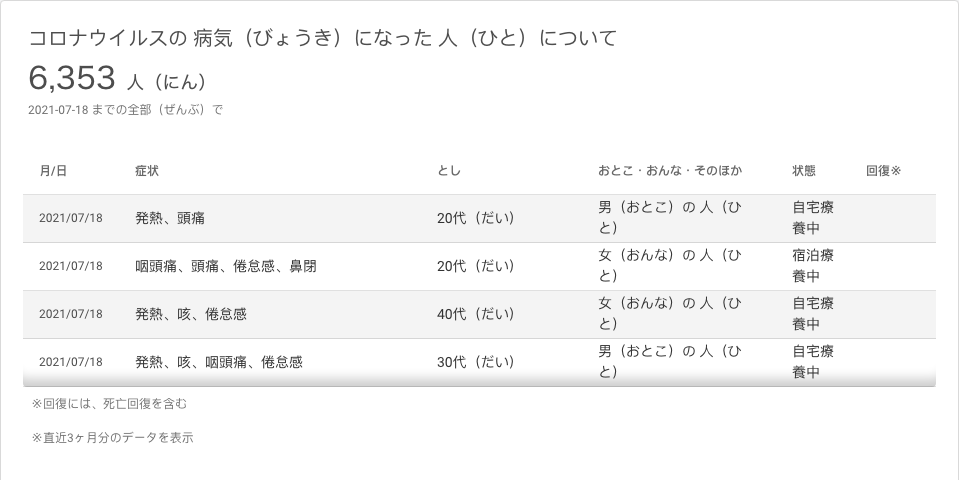 コロナウイルスの 病気（びょうき）になった 人（ひと）について
6,353 人（にん）
2021-07-18 までの全部（ぜんぶ）で
月/日 症状 とし おとこ・おんな・そのほか 状態 回復※
2021/07/18 発熱、頭痛 20代（だい） 男（おとこ）の 人（ひ 自宅療
と） 養中
2021/07/18 咽頭痛、頭痛、倦怠感、鼻閉 20代（だい） 女（おんな）の 人（ひ 宿泊療
と） 養中
2021/07/18 発熱、咳、倦怠感 40代（だい） 女（おんな）の 人（ひ 自宅療
と） 養中
2021/07/18 発熱、咳、咽頭痛、倦怠感 30代（だい） 男（おとこ）の 人（ひ 自宅療
と） 養中
※回復には、死亡回復を含む
※直近3ヶ月分のデータを表示